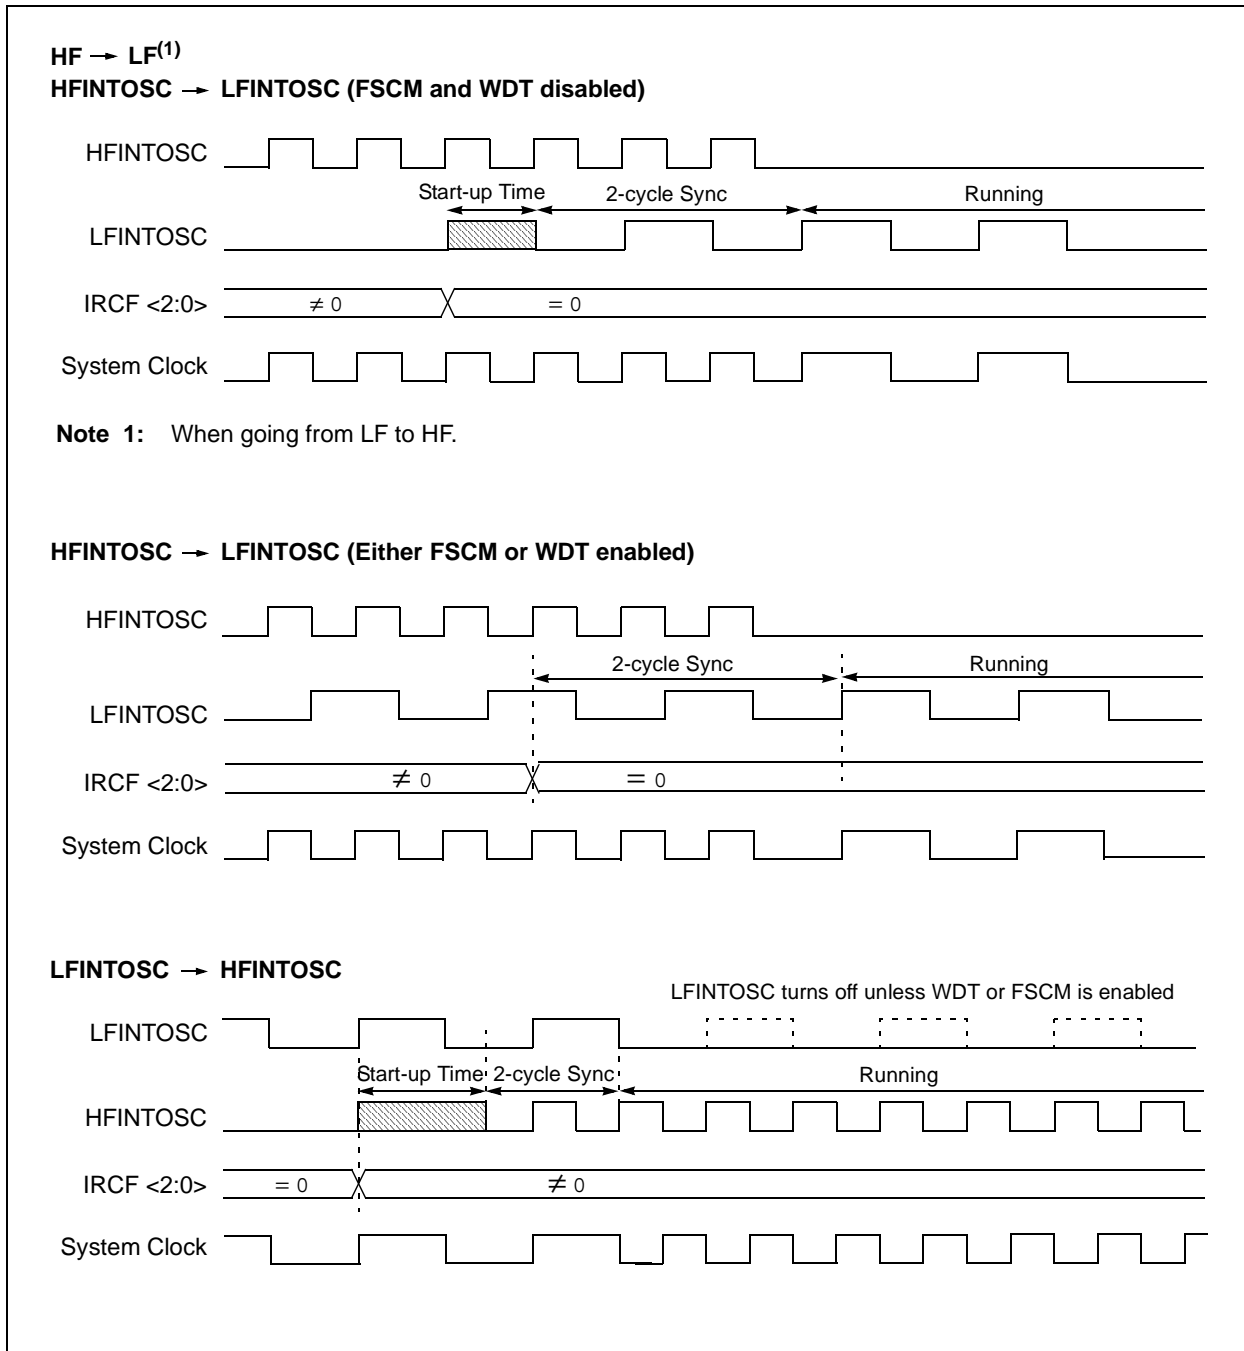 HF → LF(1)
HFINTOSC → LFINTOSC (FSCM and WDT disabled)
HFINTOSC
Start-up Time 2-cycle Sync Running
LFINTOSC
IRCF <2:0> ≠ 0 = 0
System Clock
Note 1: When going from LF to HF.
HFINTOSC → LFINTOSC (Either FSCM or WDT enabled)
HFINTOSC
2-cycle Sync Running
LFINTOSC
IRCF <2:0> ≠ 0 = 0
System Clock
LFINTOSC → HFINTOSC
LFINTOSC turns off unless WDT or FSCM is enabled
LFINTOSC
Start-up Time 2-cycle Sync Running
HFINTOSC
IRCF <2:0> = 0 ≠ 0
System Clock